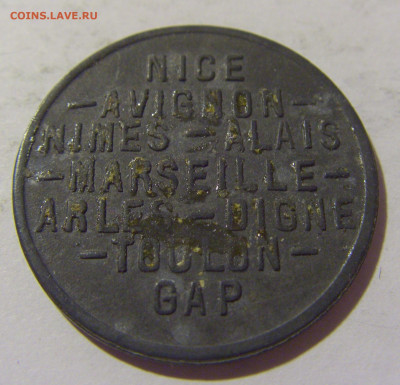 COINS.LAVE.RU
NICE
—AVIGNON—
NIMES—ALAIS
—MARSEILLE—
ARLES—DIGNE
—TOULON—
GAP